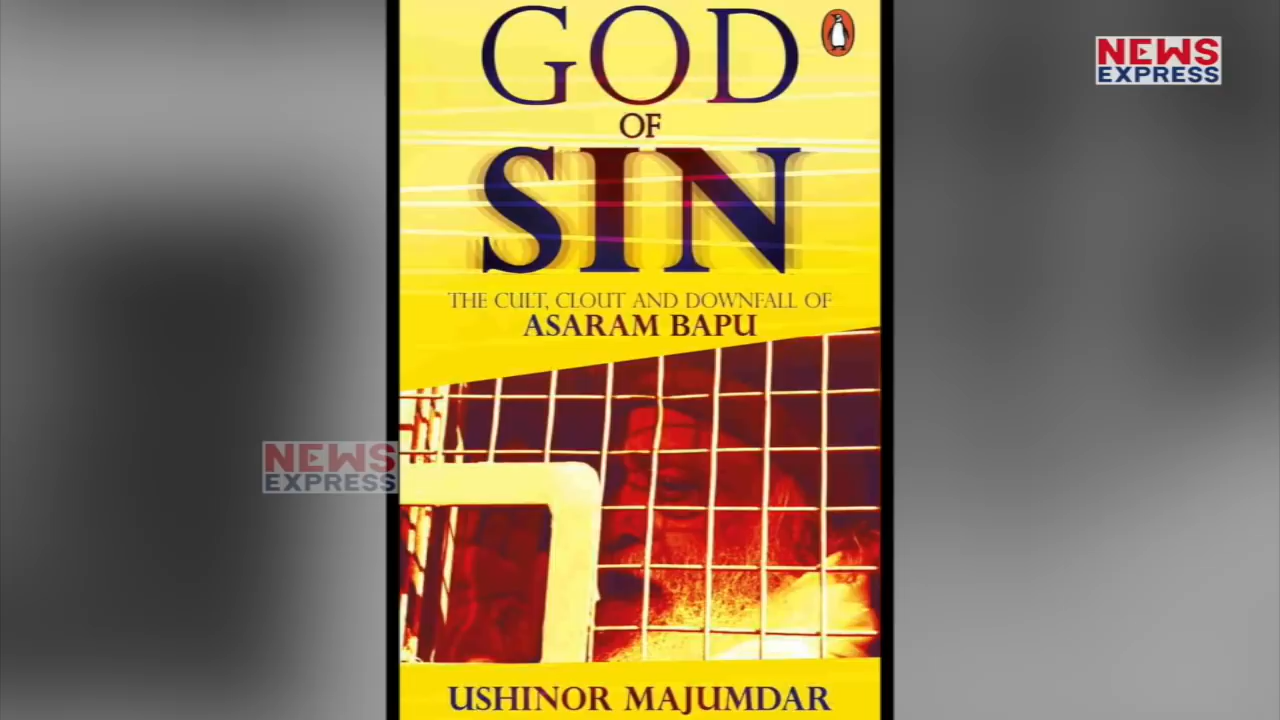 GOD
OF
SIN
THE CULT, CLOUT AND DOWNFALL OF
ASARAM BAPU
USHINOR MAJUMDAR
NEWS
EXPRESS
NEWS
EXPRESS